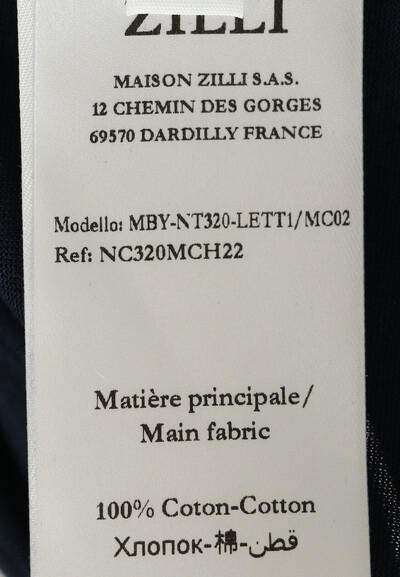 ZILLI
MAISON ZILLI S.A.S.
12 CHEMIN DES GORGES
69570 DARDILLY FRANCE
Modello: MBY-NT320-LETT1/MC02
Ref: NC320MCH22
Matière principale/
Main fabric
100% Coton-Cotton
Хлопок-棉-قطن